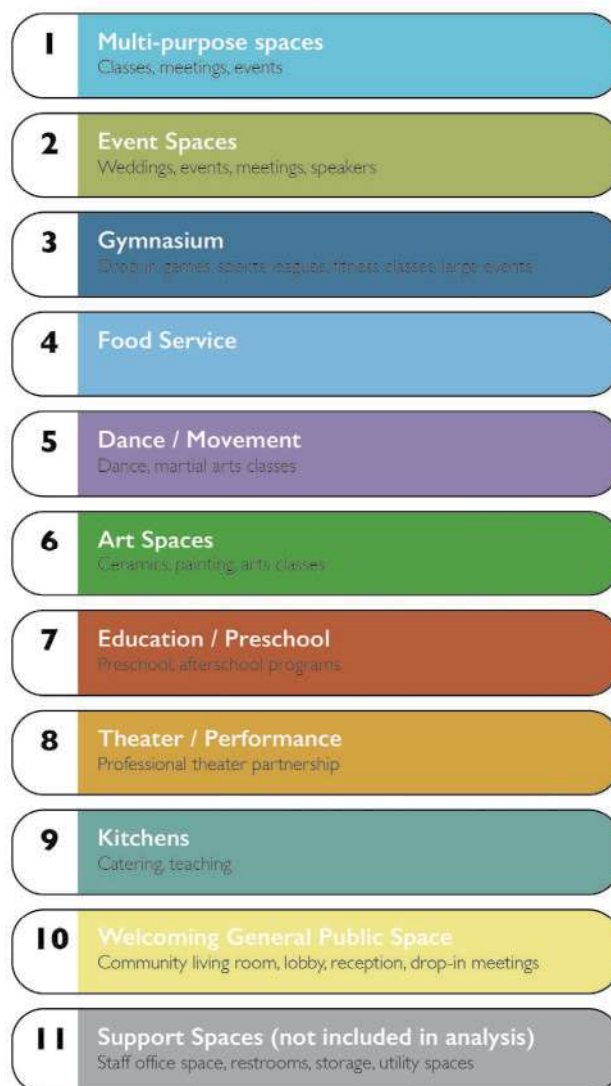 1
Multi-purpose spaces
Classes, meetings, events
2
Event Spaces
Weddings, events, meetings, speakers
3
Gymnasium
Drop in games, sports leagues, fitness classes, large events
4
Food Service
5
Dance / Movement
Dance, martial arts classes
6
Art Spaces
Ceramics, painting, arts classes
7
Education / Preschool
Preschool, afterschool programs
8
Theater / Performance
Professional theater partnership
9
Kitchens
Catering, teaching
10
Welcoming General Public Space
Community living room, lobby, reception, drop-in meetings
11
Support Spaces (not included in analysis)
Staff office space, restrooms, storage, utility spaces